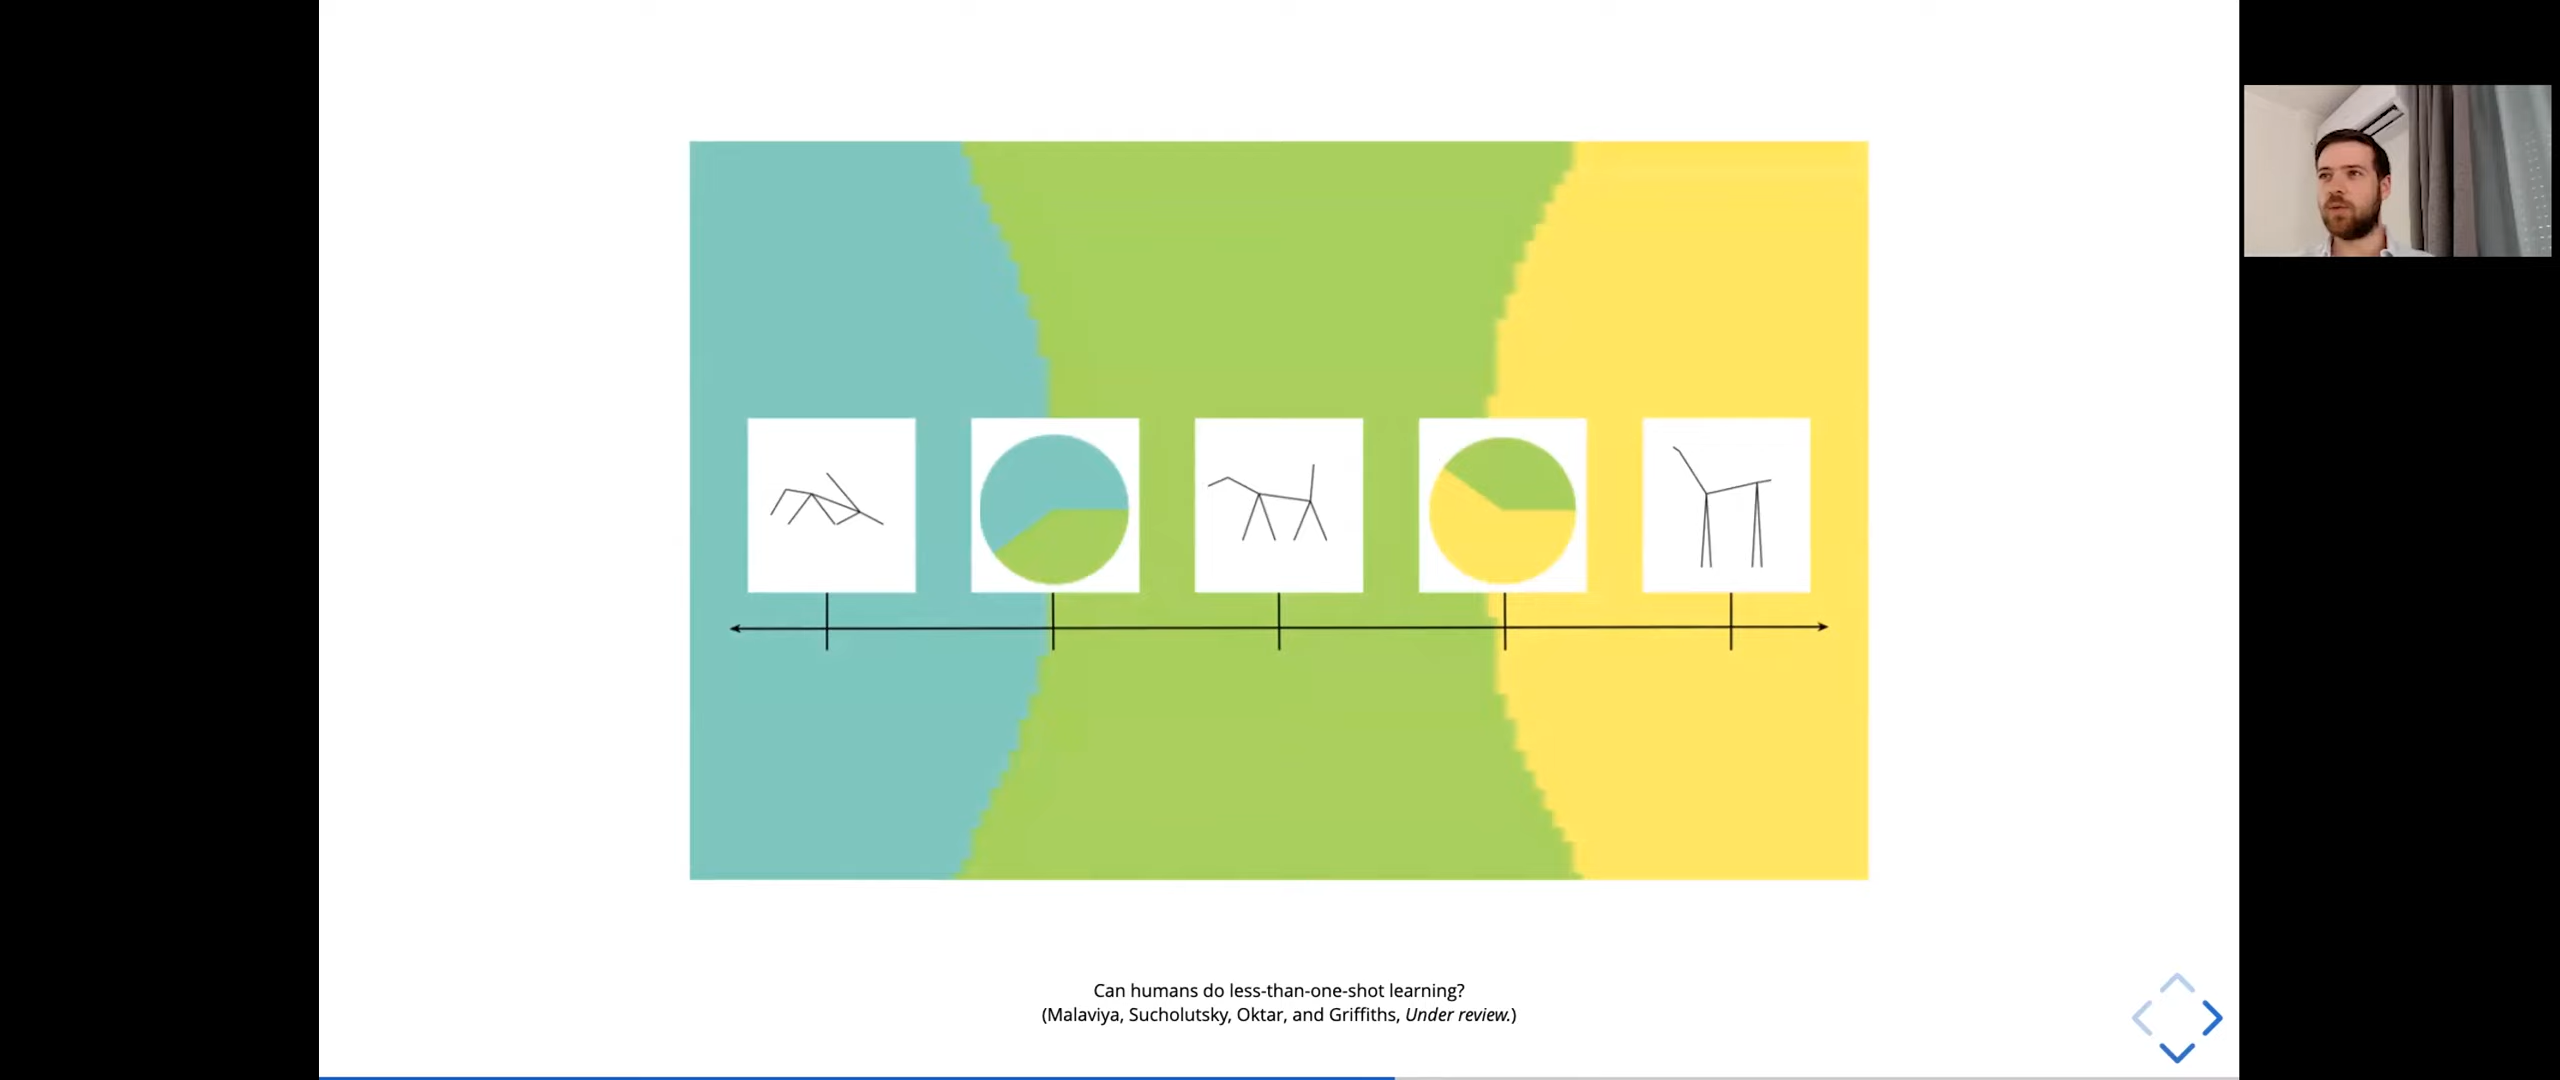 Can humans do less-than-one-shot learning?
(Malaviya, Sucholutsky, Oktar, and Griffiths, Under review.)